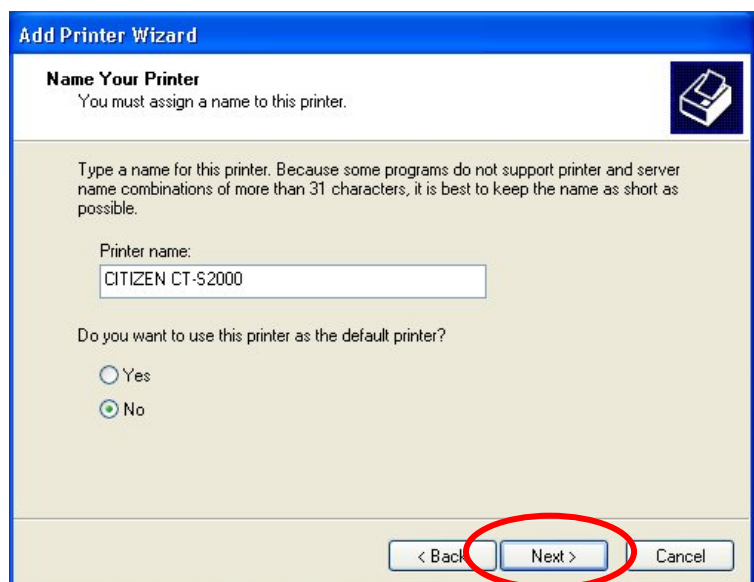 Add Printer Wizard
Name Your Printer
You must assign a name to this printer.
Type a name for this printer. Because some programs do not support printer and server
name combinations of more than 31 characters, it is best to keep the name as short as
possible.
Printer name:
CITIZEN CT-S2000
Do you want to use this printer as the default printer?
Yes
No
< Back Next > Cancel